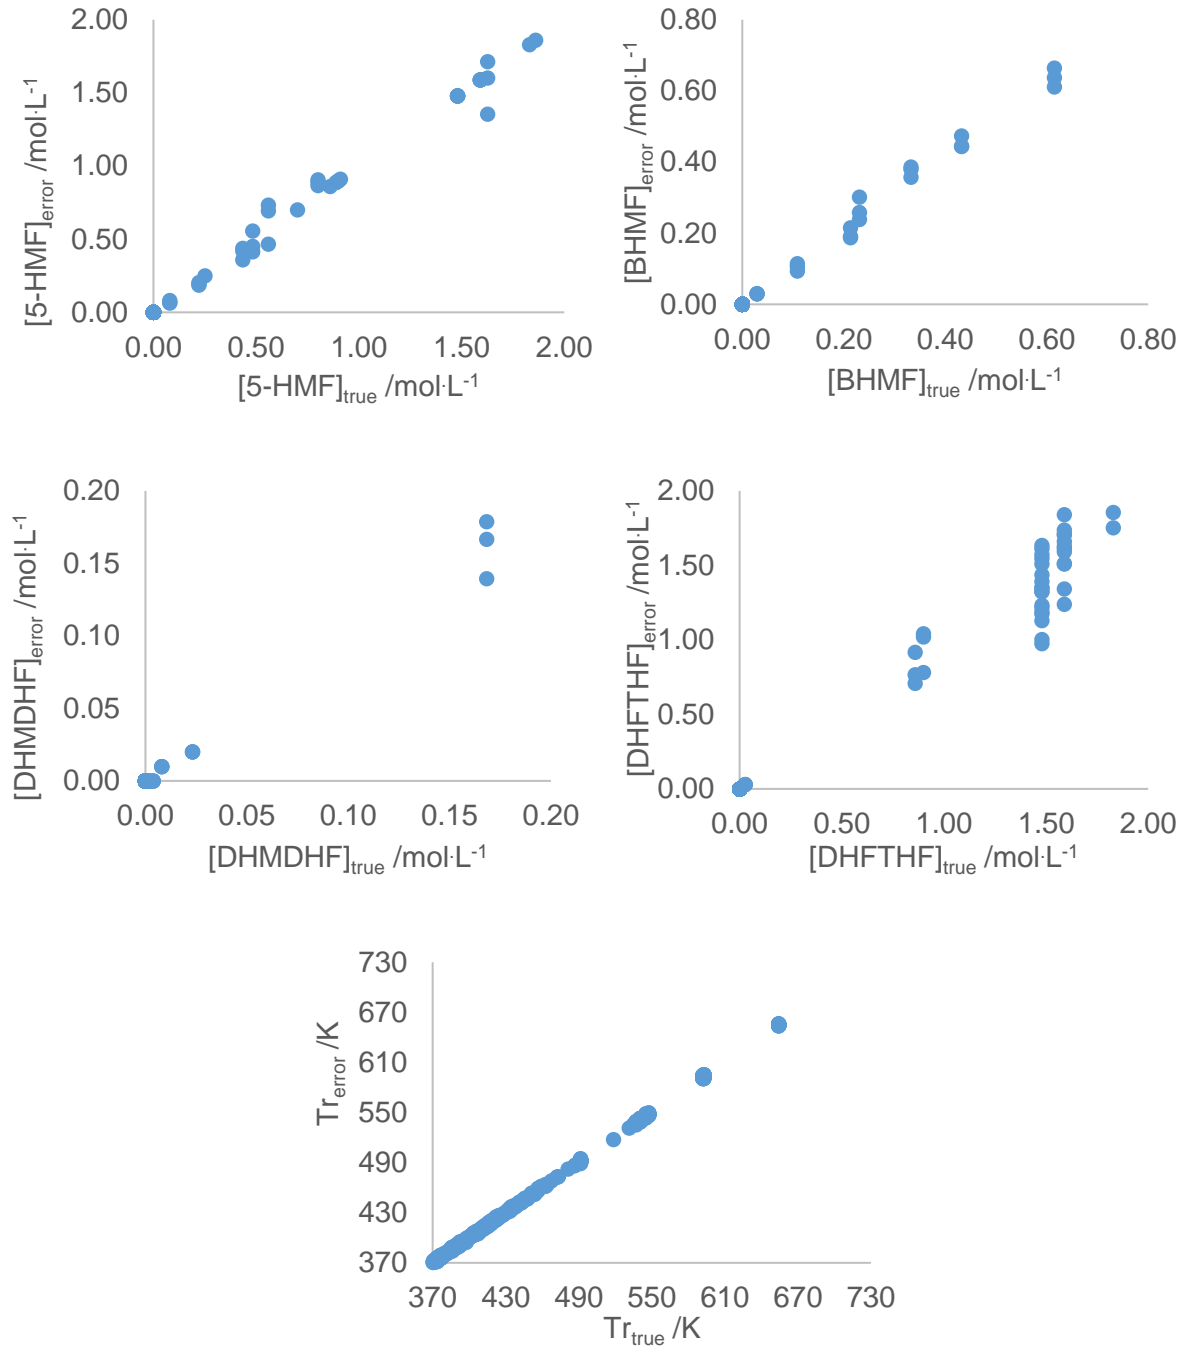 2.00
1.50
1.00
0.50
0.00
[5-HMF]error /mol·L-1
0.00 0.50 1.00 1.50 2.00
[5-HMF]true /mol·L-1
0.80
0.60
0.40
0.20
0.00
[BHMF]error /mol·L-1
0.00 0.20 0.40 0.60 0.80
[BHMF]true /mol·L-1
0.20
0.15
0.10
0.05
0.00
[DHMDHF]error /mol·L-1
0.00 0.05 0.10 0.15 0.20
[DHMDHF]true /mol·L-1
2.00
1.50
1.00
0.50
0.00
[DHFTHF]error /mol·L-1
0.00 0.50 1.00 1.50 2.00
[DHFTHF]true /mol·L-1
730
670
610
550
490
430
370
Trerror /K
370 430 490 550 610 670 730
Trtrue /K